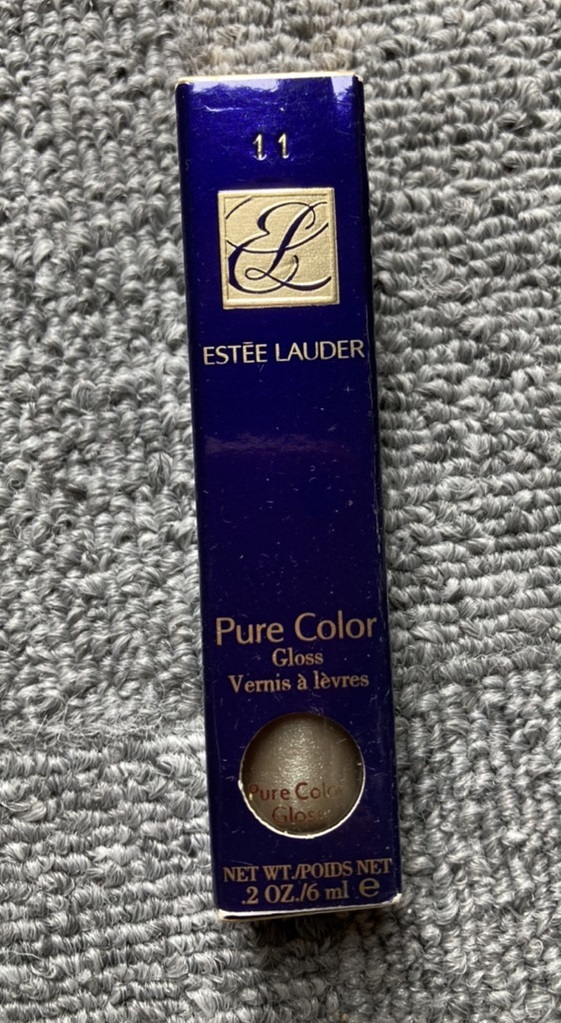 11
EL
ESTĒE LAUDER
Pure Color
Gloss
Vernis à lèvres
Pure Color
Gloss
NET WT./POIDS NET
.2 OZ./6 ml e